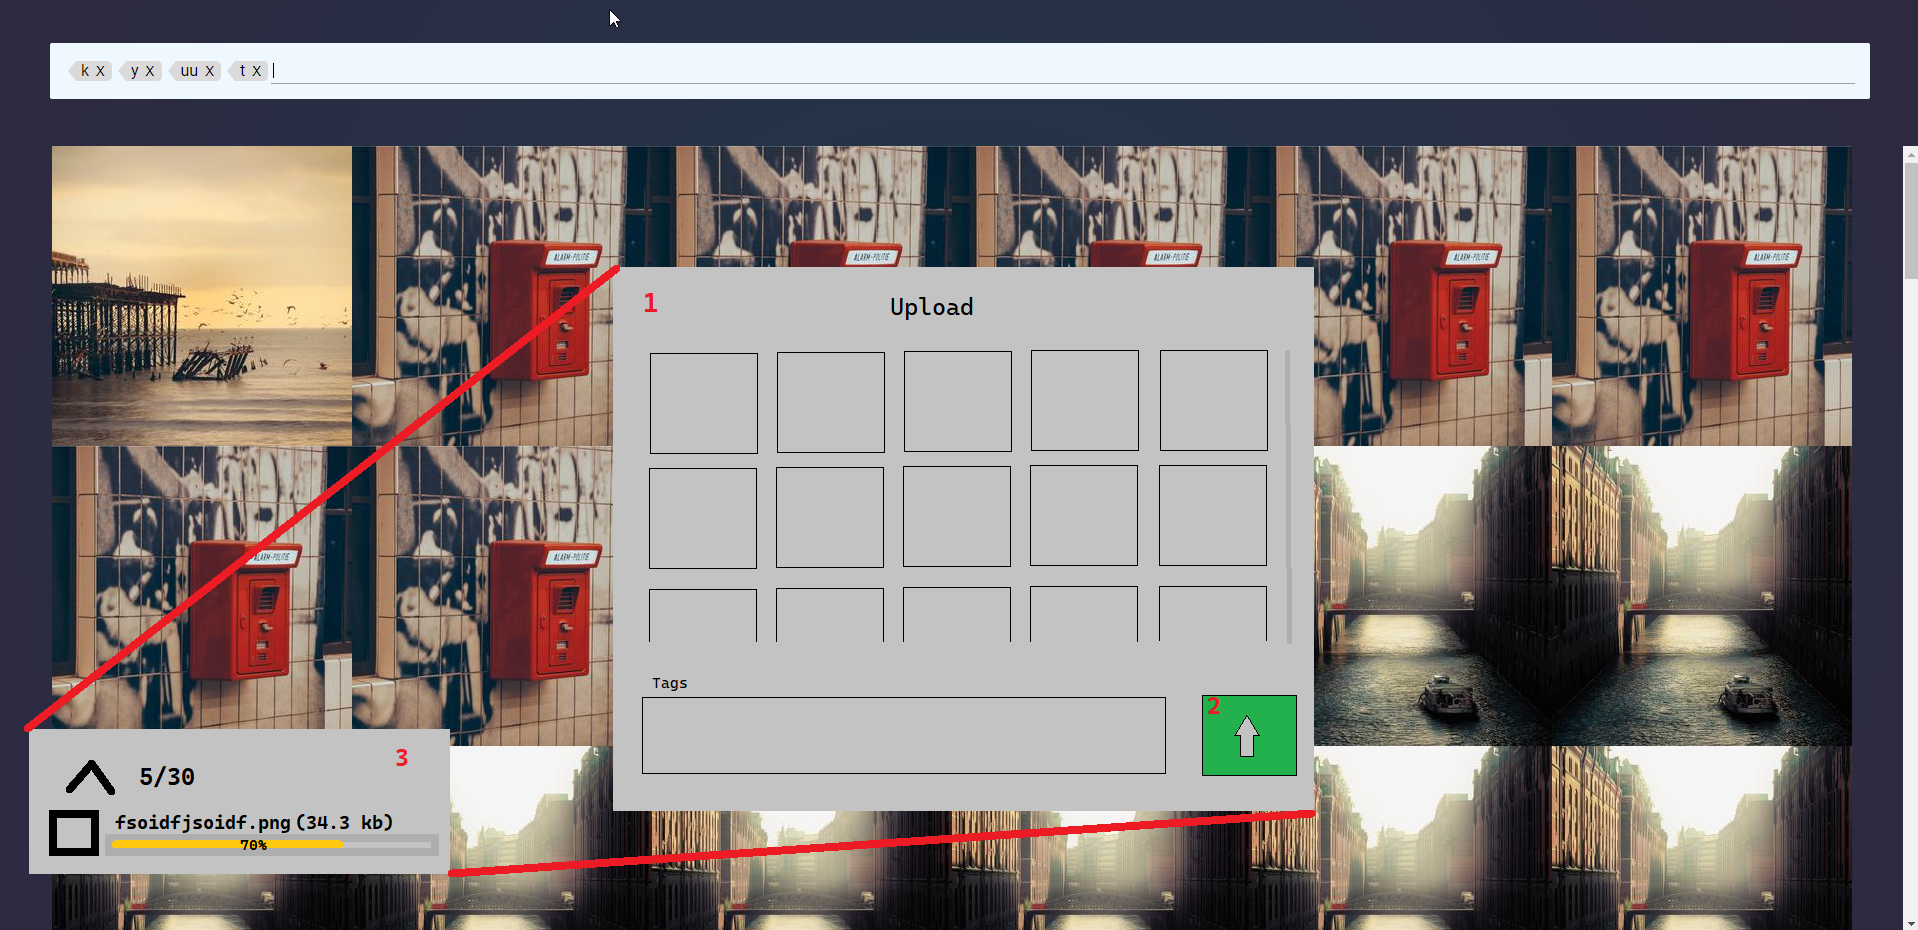 k X y X uu X t X
ALARM-POLITIE ALARM-POLITIE ALARM-POLITIE ALARM-POLITIE ALARM-POLITIE
1 Upload
ALARM-POLITIE ALARM-POLITIE
Tags
2
3
5/30
fsoidfjsoidf.png (34.3 kb)
70%